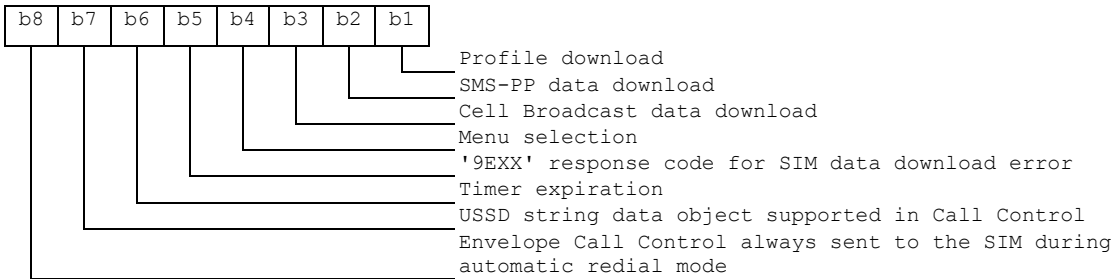 b8 b7 b6 b5 b4 b3 b2 b1
Profile download
SMS-PP data download
Cell Broadcast data download
Menu selection
'9EXX' response code for SIM data download error
Timer expiration
USSD string data object supported in Call Control
Envelope Call Control always sent to the SIM during
automatic redial mode